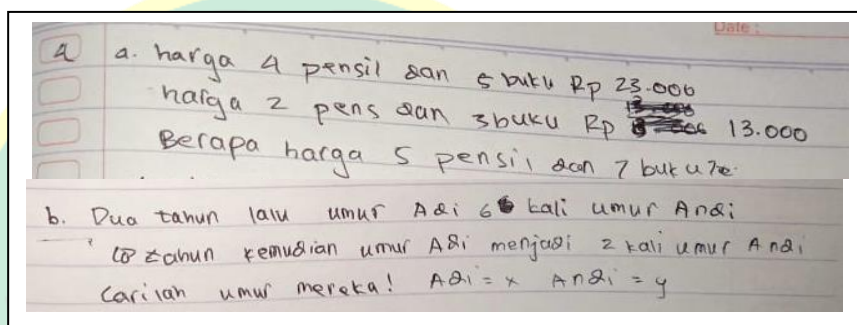 Date :
4 a. harga 4 pensil dan 5 buku Rp 23.000
harga 2 pens dan 3 buku Rp 13.000
Berapa harga 5 pensil dan 7 buku?
b. Dua tahun lalu umur Adi 6 kali umur Andi
18 tahun kemudian umur Adi menjadi 2 kali umur Andi
Carilah umur mereka! Adi = x Andi = y